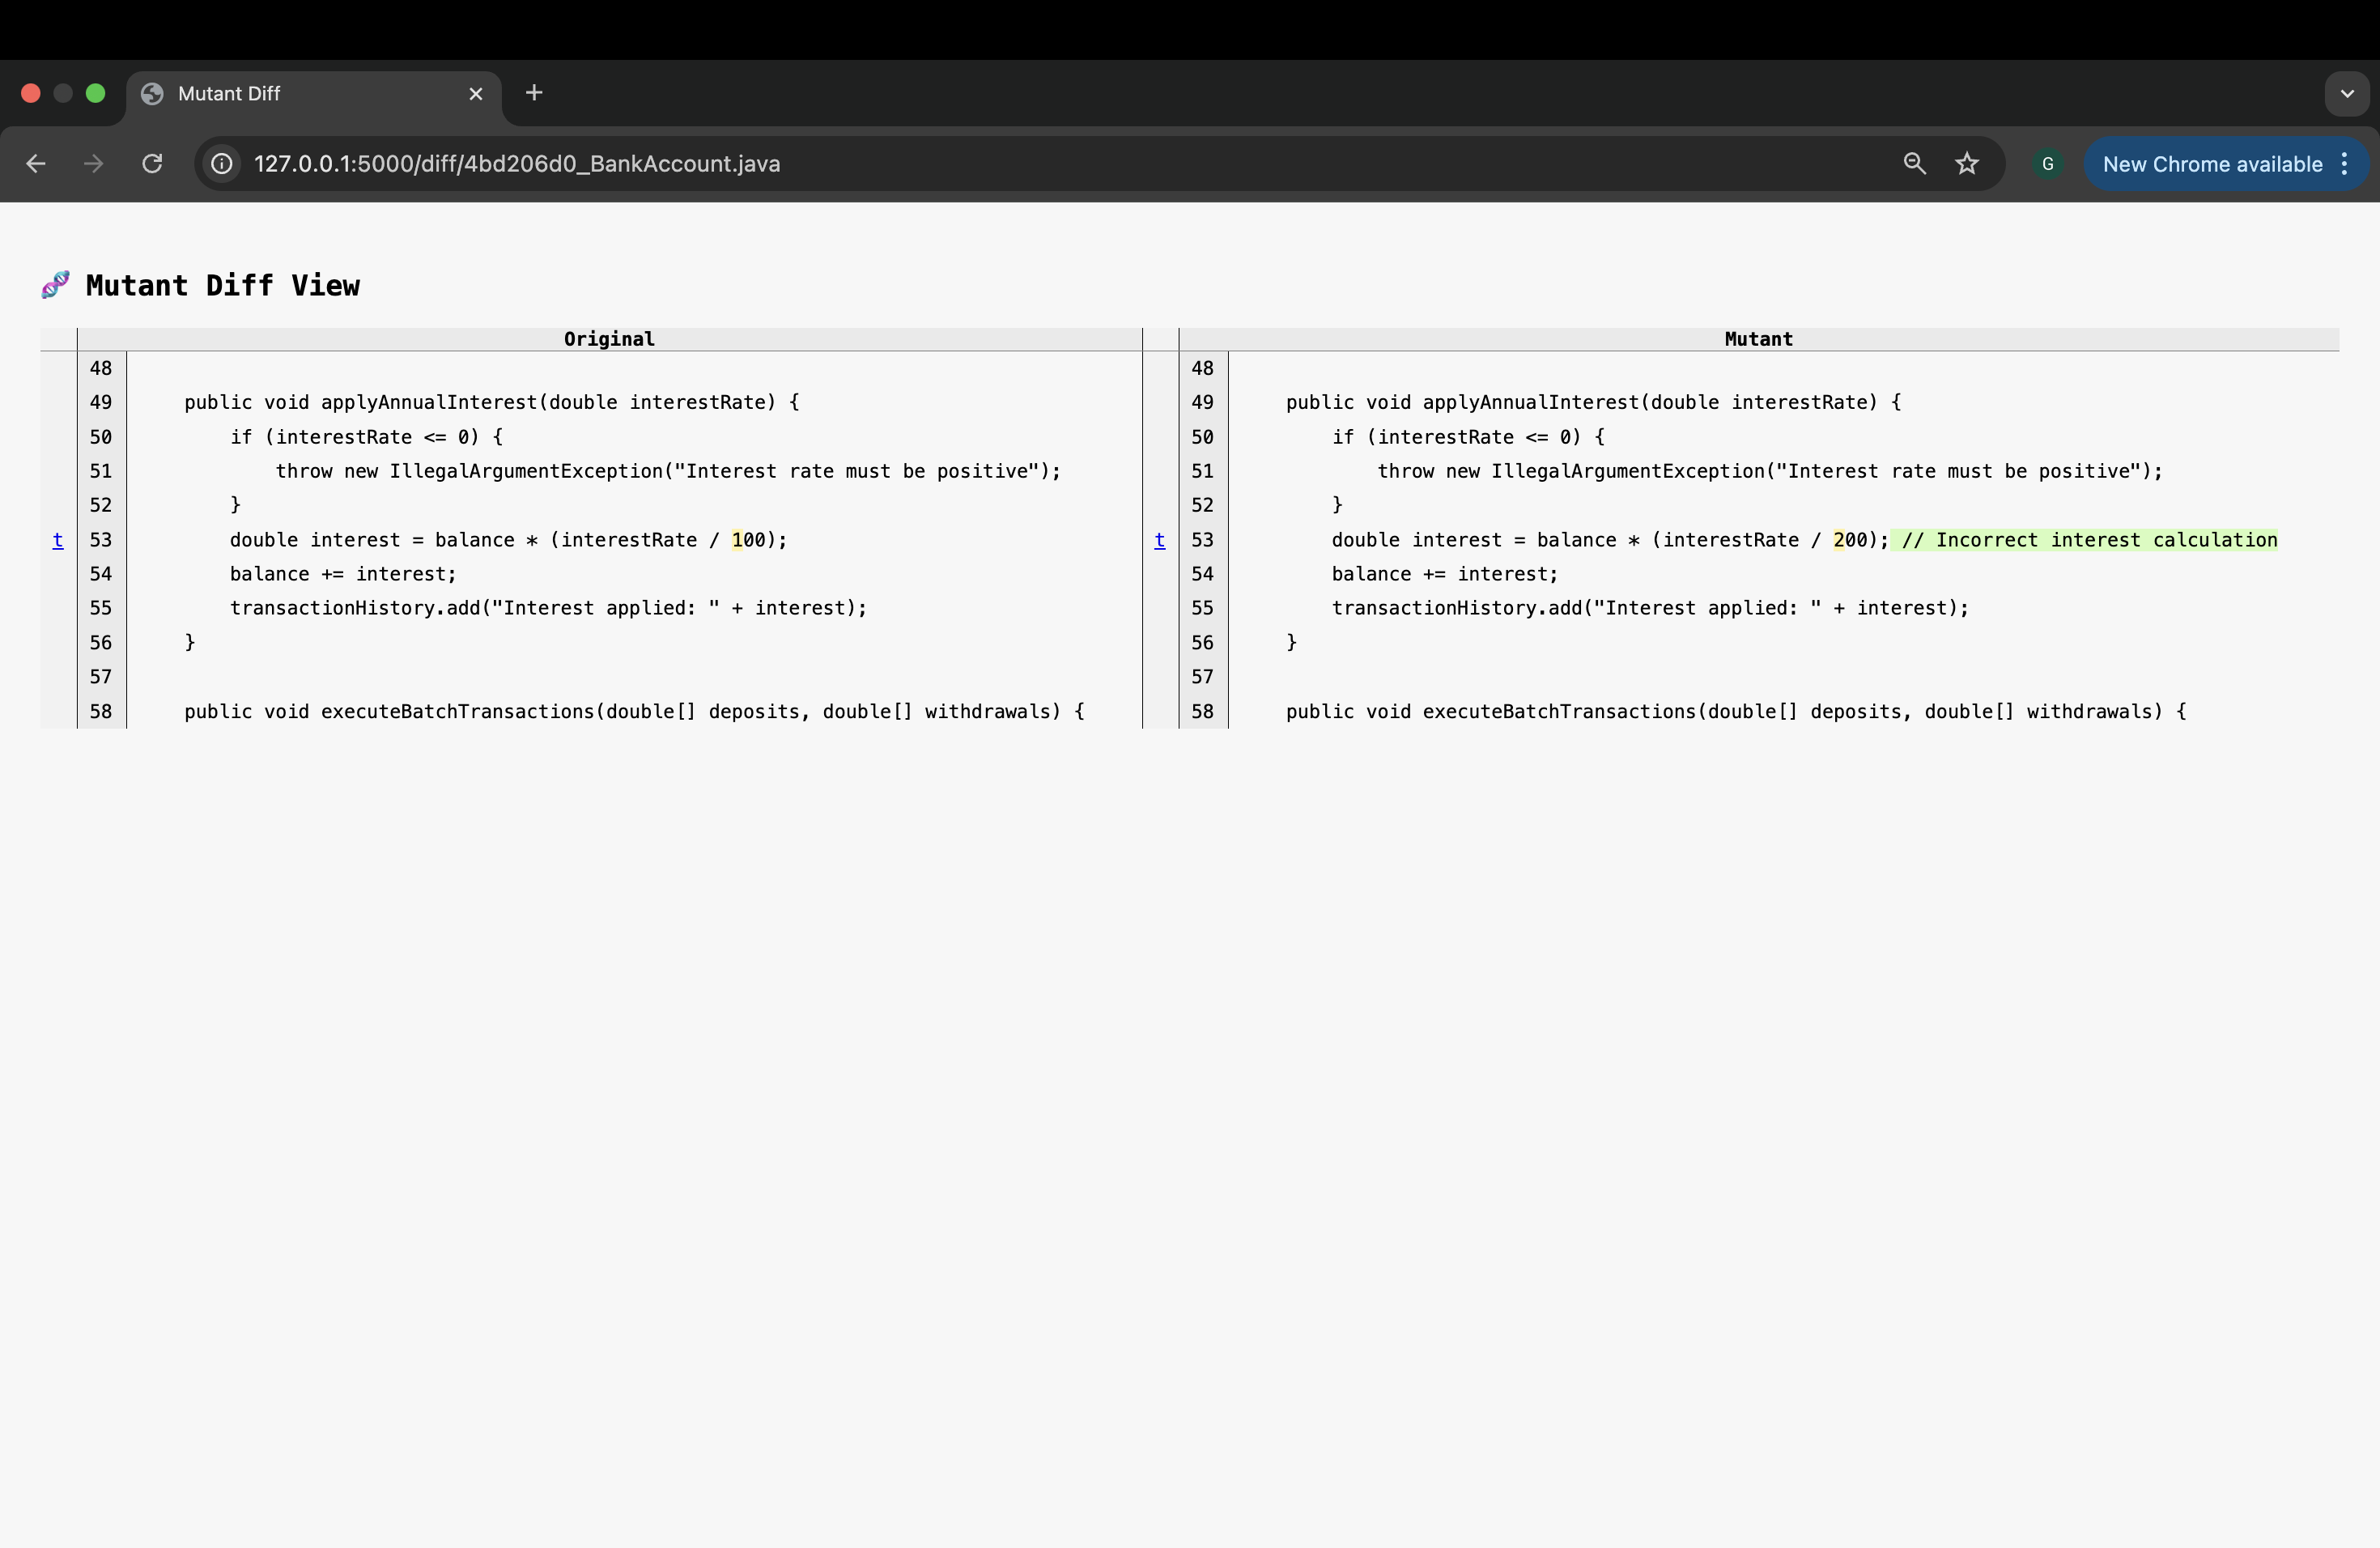 Mutant Diff
127.0.0.1:5000/diff/4bd206d0_BankAccount.java
G
New Chrome available
Mutant Diff View
Original
Mutant
48
48
49 public void applyAnnualInterest(double interestRate) {
49 public void applyAnnualInterest(double interestRate) {
50 if (interestRate <= 0) {
50 if (interestRate <= 0) {
51 throw new IllegalArgumentException("Interest rate must be positive");
51 throw new IllegalArgumentException("Interest rate must be positive");
52 }
52 }
t 53 double interest = balance * (interestRate / 100);
t 53 double interest = balance * (interestRate / 200); // Incorrect interest calculation
54 balance += interest;
54 balance += interest;
55 transactionHistory.add("Interest applied: " + interest);
55 transactionHistory.add("Interest applied: " + interest);
56 }
56 }
57
57
58 public void executeBatchTransactions(double[] deposits, double[] withdrawals) {
58 public void executeBatchTransactions(double[] deposits, double[] withdrawals) {